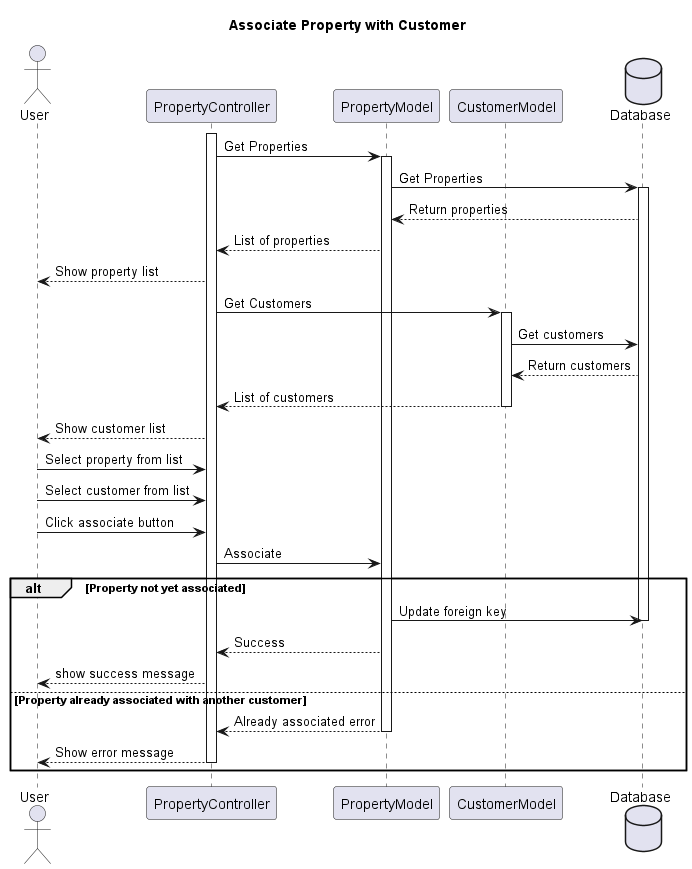 Associate Property with Customer
User
PropertyController
PropertyModel
CustomerModel
Database
Get Properties
Get Properties
Return properties
List of properties
Show property list
Get Customers
Get customers
Return customers
List of customers
Show customer list
Select property from list
Select customer from list
Click associate button
Associate
alt [Property not yet associated]
Update foreign key
Success
show success message
[Property already associated with another customer]
Already associated error
Show error message
User
PropertyController
PropertyModel
CustomerModel
Database